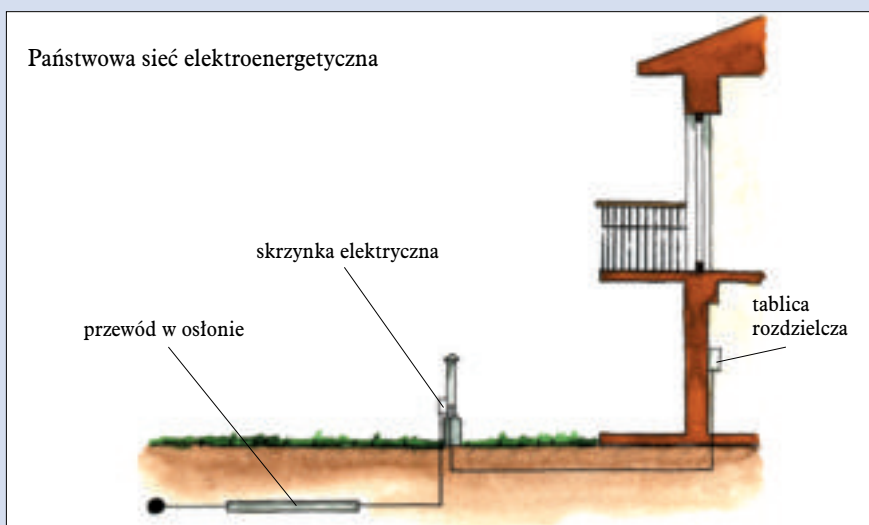 Państwowa sieć elektroenergetyczna
skrzynka elektryczna
przewód w osłonie
tablica
rozdzielcza